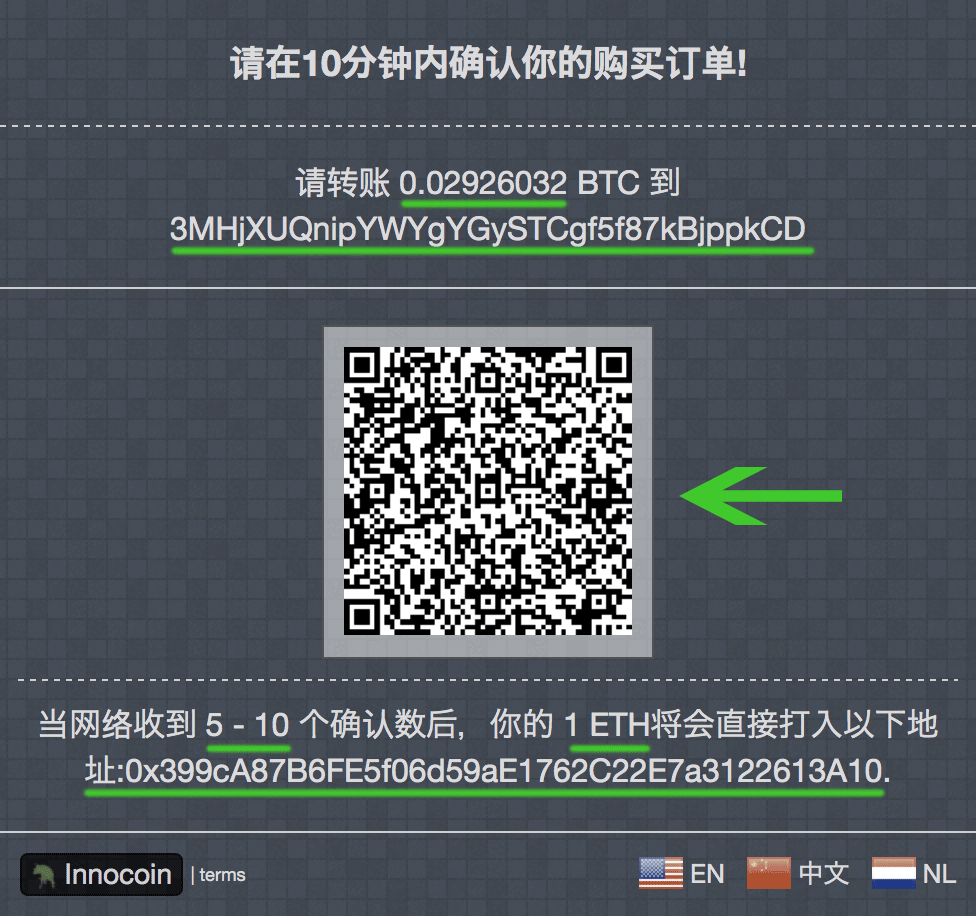 请在10分钟内确认你的购买订单!
请转账 0.02926032 BTC 到
3MHjXUQnipYWYgYGySTCgf5f87kBjppkCD
当网络收到 5 - 10 个确认数后，你的 1 ETH将会直接打入以下地
址:0x399cA87B6FE5f06d59aE1762C22E7a3122613A10.
Innocoin | terms EN 中文 NL